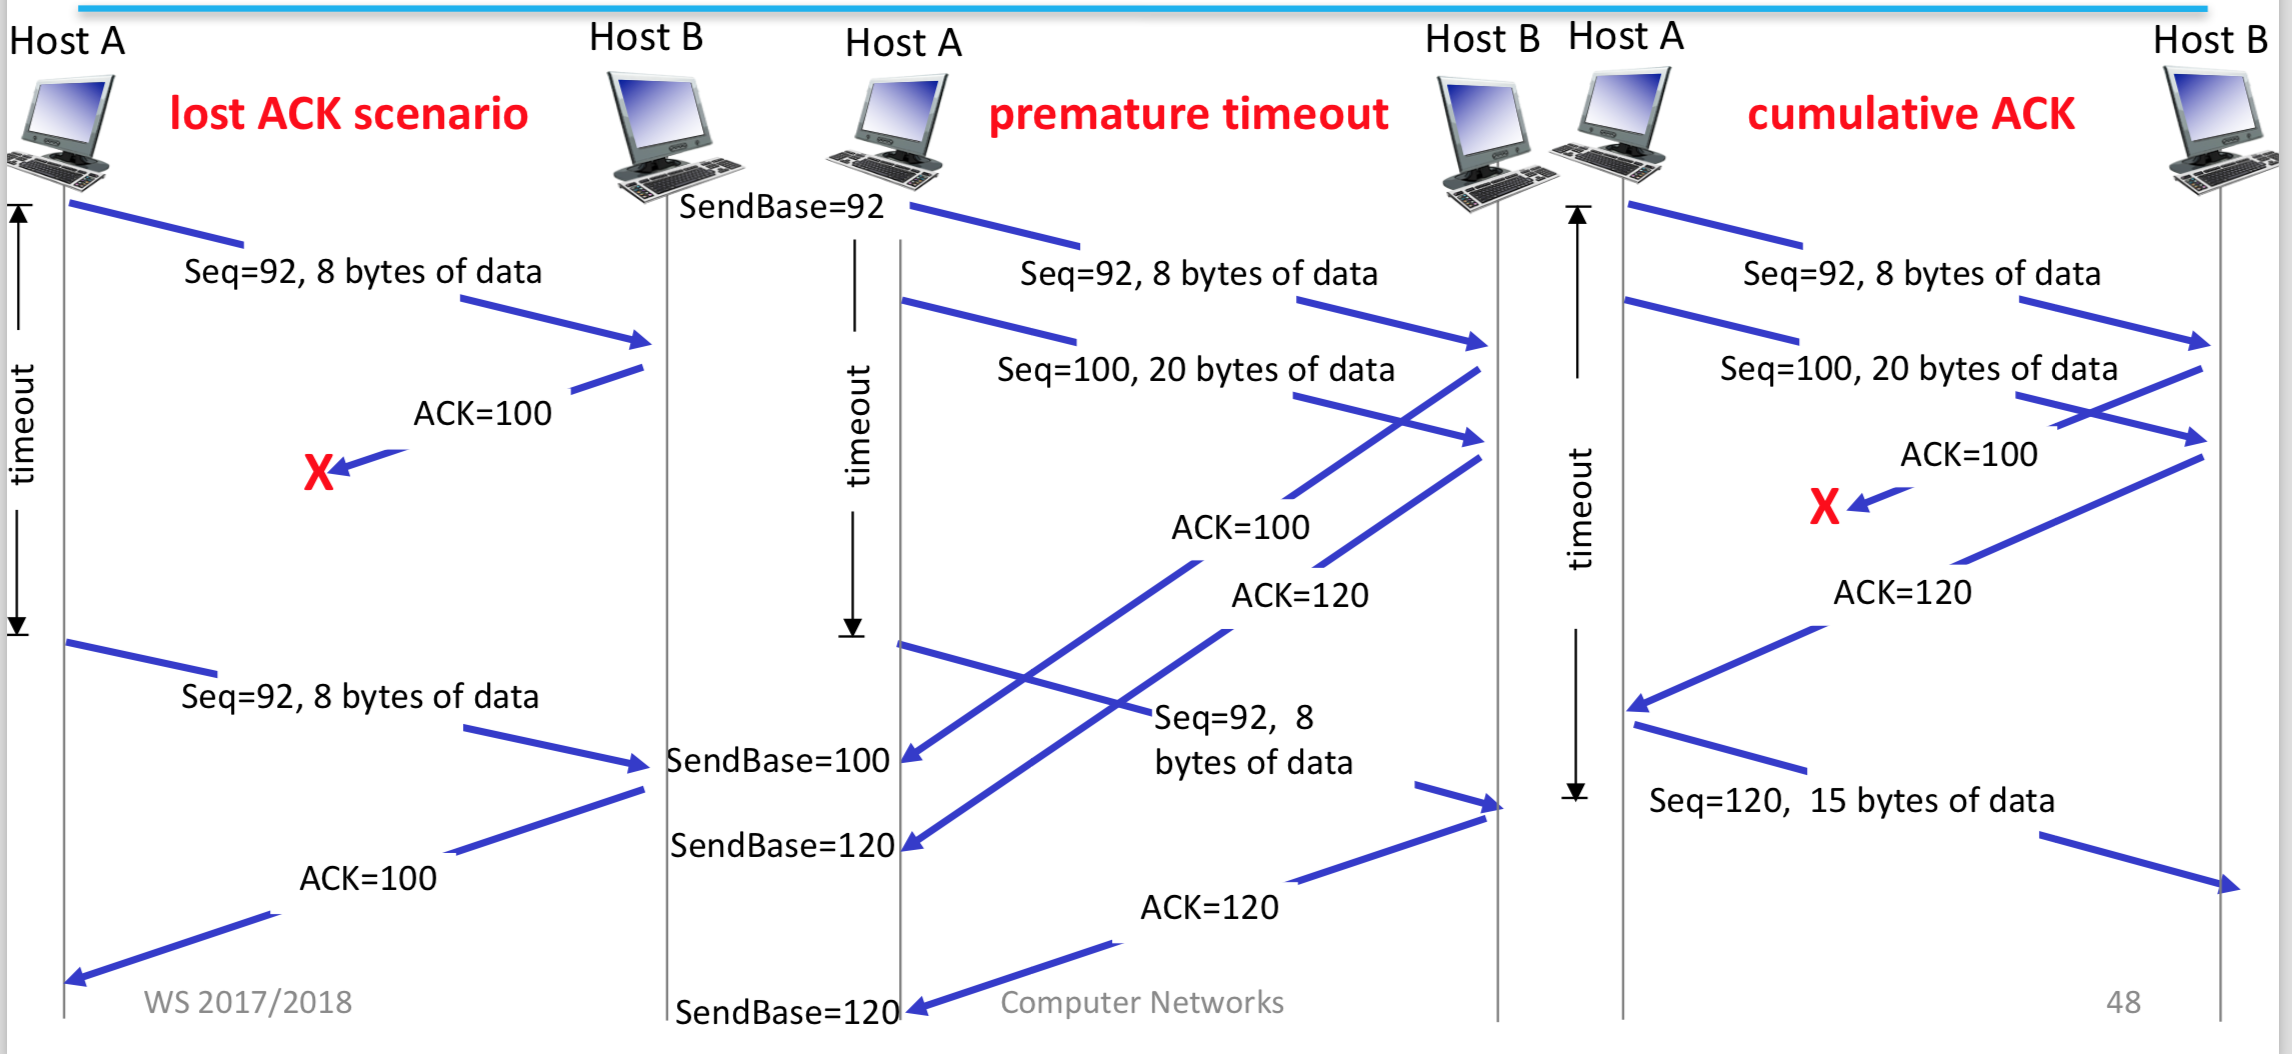 Host A
Host B
lost ACK scenario
timeout
Seq=92, 8 bytes of data
ACK=100
X
Seq=92, 8 bytes of data
ACK=100
Host A
Host B
premature timeout
SendBase=92
timeout
Seq=92, 8 bytes of data
Seq=100, 20 bytes of data
ACK=100
ACK=120
Seq=92, 8
bytes of data
SendBase=100
SendBase=120
ACK=120
SendBase=120
Host A
Host B
cumulative ACK
timeout
Seq=92, 8 bytes of data
Seq=100, 20 bytes of data
ACK=100
X
ACK=120
Seq=120, 15 bytes of data
WS 2017/2018
Computer Networks
48